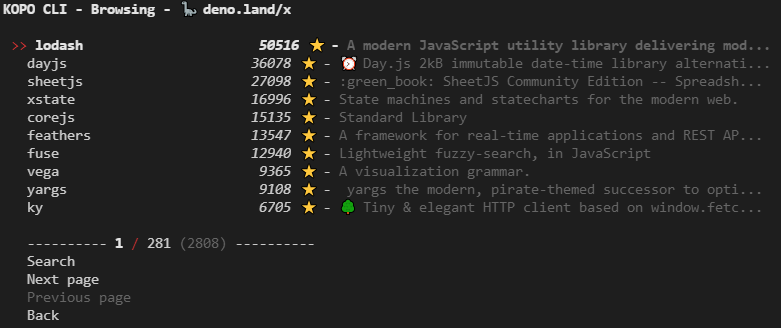 KOPO CLI - Browsing - 🦕 deno.land/x
>> lodash 50516 ⭐ - A modern JavaScript utility library delivering mod...
dayjs 36078 ⭐ - ⏰ Day.js 2kB immutable date-time library alternati...
sheetjs 27098 ⭐ - :green_book: SheetJS Community Edition -- Spreadsh...
xstate 16996 ⭐ - State machines and statecharts for the modern web.
corejs 15135 ⭐ - Standard Library
feathers 13547 ⭐ - A framework for real-time applications and REST AP...
fuse 12940 ⭐ - Lightweight fuzzy-search, in JavaScript
vega 9365 ⭐ - A visualization grammar.
yargs 9108 ⭐ - yargs the modern, pirate-themed successor to opti...
ky 6705 ⭐ - 🌳 Tiny & elegant HTTP client based on window.fetc...
---------- 1 / 281 (2808) ----------
Search
Next page
Previous page
Back